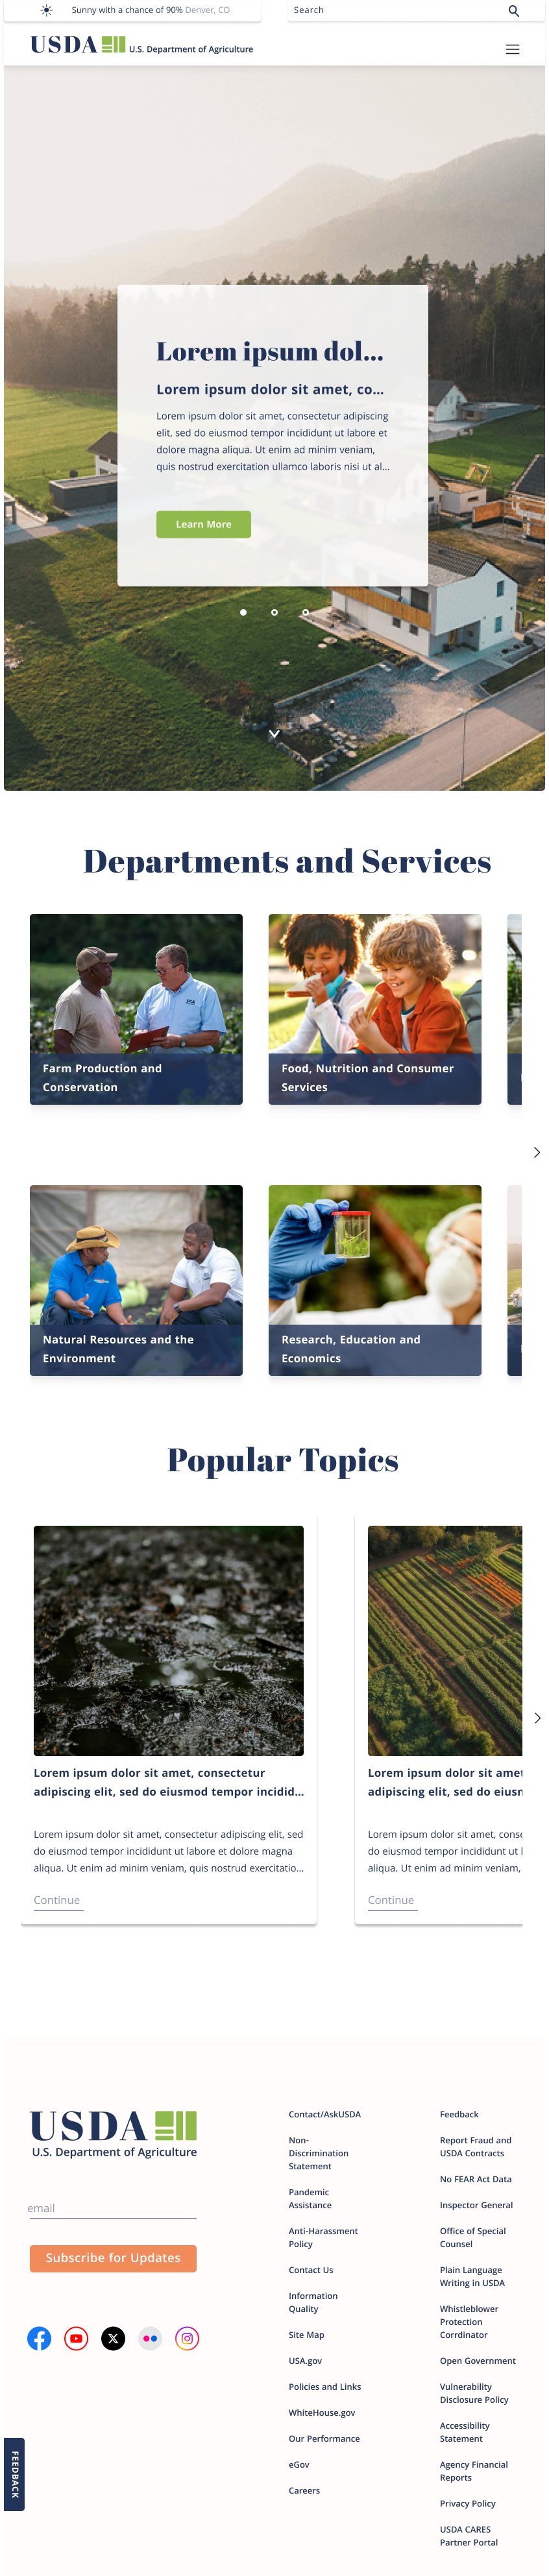 Sunny with a chance of 90% Denver, CO
Search
USDA U.S. Department of Agriculture
Lorem ipsum dol...
Lorem ipsum dolor sit amet, co...
Lorem ipsum dolor sit amet, consectetur adipiscing
elit, sed do eiusmod tempor incididunt ut labore et
dolore magna aliqua. Ut enim ad minim veniam,
quis nostrud exercitation ullamco laboris nisi ut al...
Learn More
Departments and Services
Farm Production and
Conservation
Food, Nutrition and Consumer
Services
Natural Resources and the
Environment
Research, Education and
Economics
Popular Topics
Lorem ipsum dolor sit amet, consectetur
adipiscing elit, sed do eiusmod tempor incidid...
Lorem ipsum dolor sit amet, consectetur adipiscing elit, sed
do eiusmod tempor incididunt ut labore et dolore magna
aliqua. Ut enim ad minim veniam, quis nostrud exercitatio...
Continue
Lorem ipsum dolor sit amet
adipiscing elit, sed do eiusm
Lorem ipsum dolor sit amet, conse
do eiusmod tempor incididunt ut l
aliqua. Ut enim ad minim veniam,
Continue
USDA
U.S. Department of Agriculture
email
Subscribe for Updates
FEEDBACK
Contact/AskUSDA
Non-
Discrimination
Statement
Pandemic
Assistance
Anti-Harassment
Policy
Contact Us
Information
Quality
Site Map
USA.gov
Policies and Links
WhiteHouse.gov
Our Performance
eGov
Careers
Feedback
Report Fraud and
USDA Contracts
No FEAR Act Data
Inspector General
Office of Special
Counsel
Plain Language
Writing in USDA
Whistleblower
Protection
Corrdinator
Open Government
Vulnerability
Disclosure Policy
Accessibility
Statement
Agency Financial
Reports
Privacy Policy
USDA CARES
Partner Portal